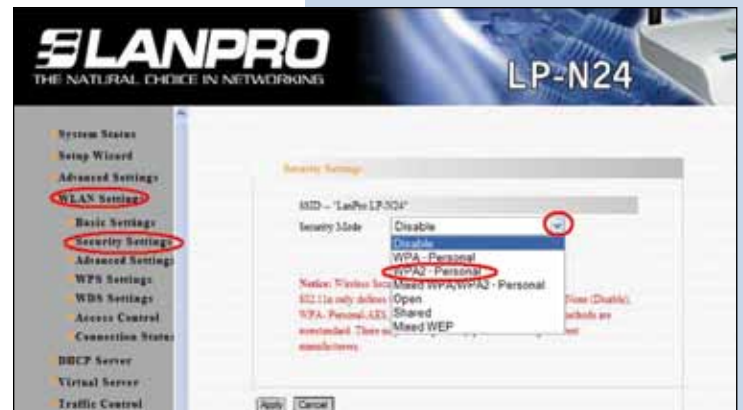 LANPRO
THE NATURAL CHOICE IN NETWORKING
LP-N24
System Status
Setup Wizard
Advanced Settings
WLAN Settings
Basic Settings
Security Settings
Advanced Settings
WPS Settings
WDS Settings
Access Control
Connection Status
DHCP Server
Virtual Server
Traffic Control
Security Settings
SSID -- "LanPro LP-N24"
Security Mode Disable
Disable
WPA - Personal
WPA2 - Personal
Mixed WPA/WPA2 - Personal
Open
Shared
Mixed WEP
Notice: Wireless
802.11n only defines None (Disable),
WPA- Personal-AES, methods are
nonstandard. There
manufacturers.
Apply Cancel